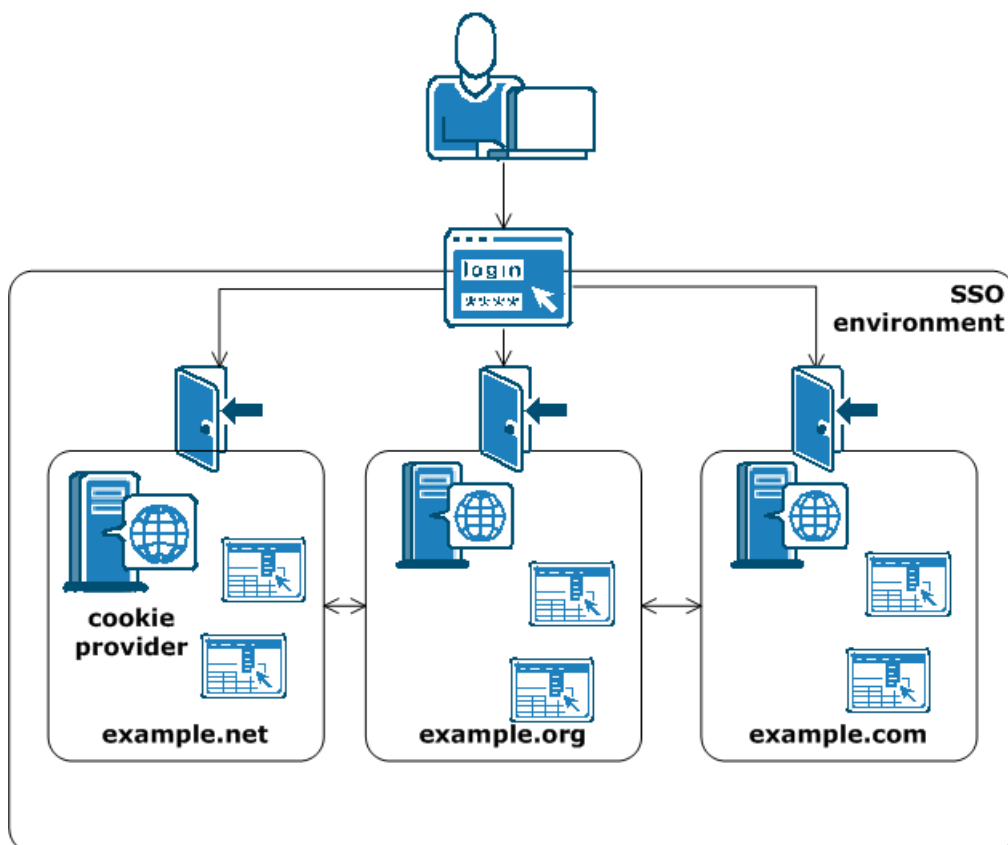 login
****
SSO
environment
cookie
provider
example.net
example.org
example.com